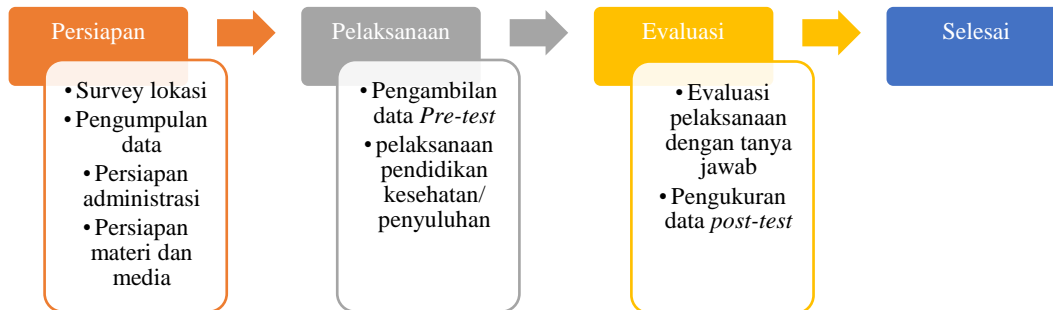 Persiapan
• Survey lokasi
• Pengumpulan
data
• Persiapan
administrasi
• Persiapan
materi dan
media
Pelaksanaan
• Pengambilan
data Pre-test
• pelaksanaan
pendidikan
kesehatan/
penyuluhan
Evaluasi
• Evaluasi
pelaksanaan
dengan tanya
jawab
• Pengukuran
data post-test
Selesai